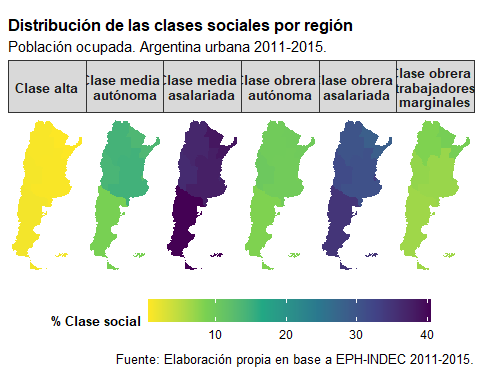 Distribución de las clases sociales por región
Población ocupada. Argentina urbana 2011-2015.
Clase alta
Clase media
autónoma
Clase media
asalariada
Clase obrera
autónoma
Clase obrera
asalariada
Clase obrera
trabajadores
marginales
% Clase social
10 20 30 40
Fuente: Elaboración propia en base a EPH-INDEC 2011-2015.